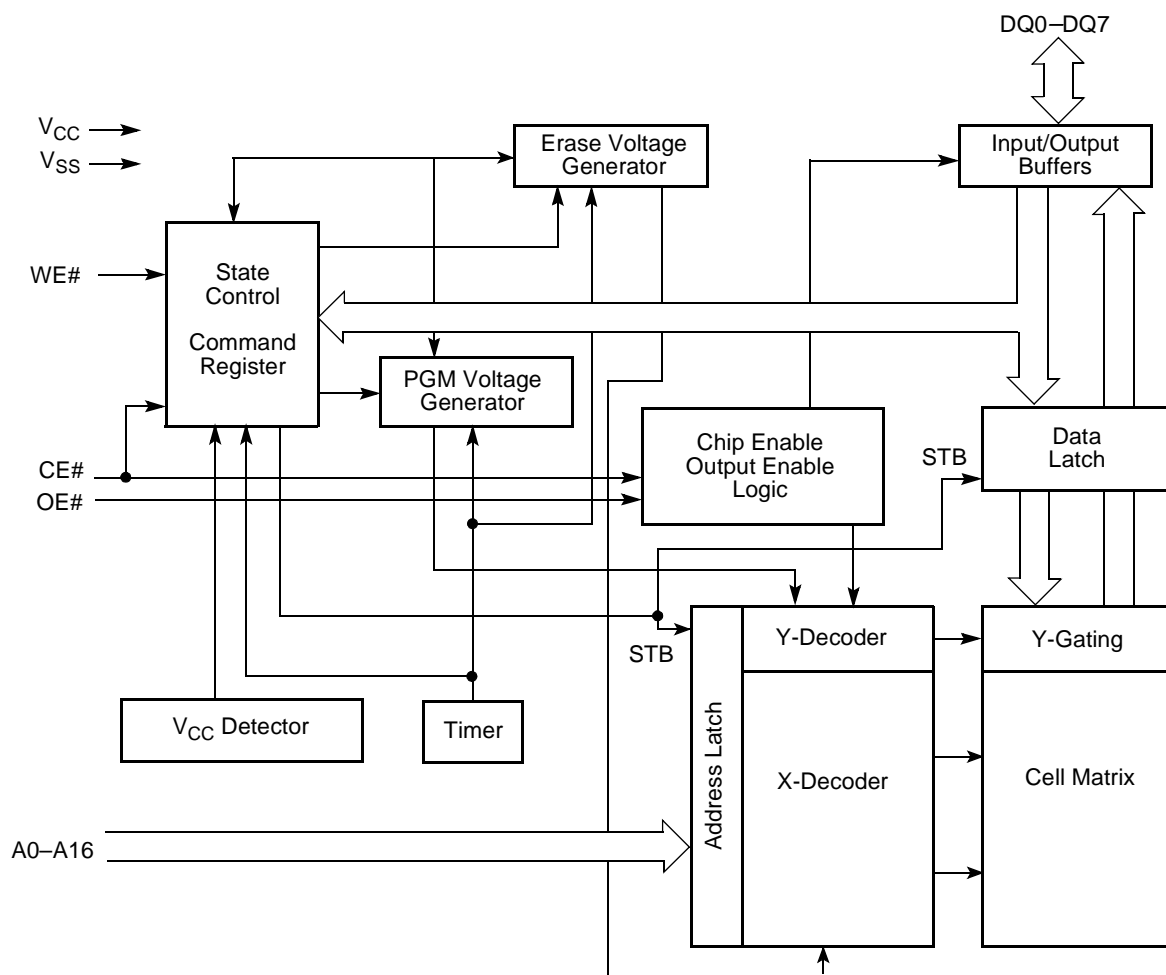 DQ0–DQ7
VCC
VSS
Erase Voltage
Generator
Input/Output
Buffers
WE#
State
Control
Command
Register
PGM Voltage
Generator
Chip Enable
Output Enable
Logic
Data
Latch
STB
CE#
OE#
STB
Y-Decoder
Y-Gating
VCC Detector
Timer
Address Latch
X-Decoder
Cell Matrix
A0–A16